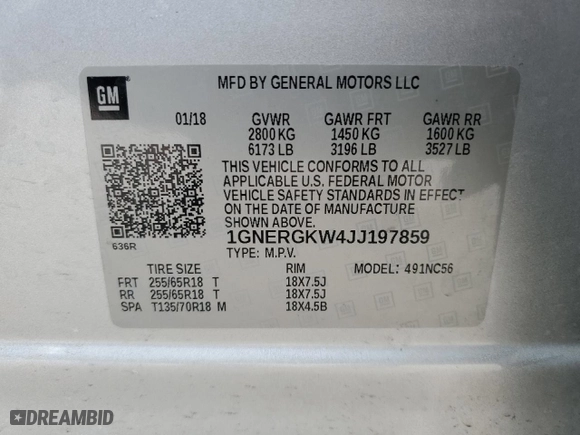 GM
MFD BY GENERAL MOTORS LLC
01/18 GVWR GAWR FRT GAWR RR
2800 KG 1450 KG 1600 KG
6173 LB 3196 LB 3527 LB
THIS VEHICLE CONFORMS TO ALL
APPLICABLE U.S. FEDERAL MOTOR
VEHICLE SAFETY STANDARDS IN EFFECT
ON THE DATE OF MANUFACTURE
SHOWN ABOVE.
636R
1GNERGKW4JJ197859
TYPE: M.P.V.
TIRE SIZE RIM MODEL: 491NC56
FRT 255/65R18 T 18X7.5J
RR 255/65R18 T 18X7.5J
SPA T135/70R18 M 18X4.5B
DREAMBID